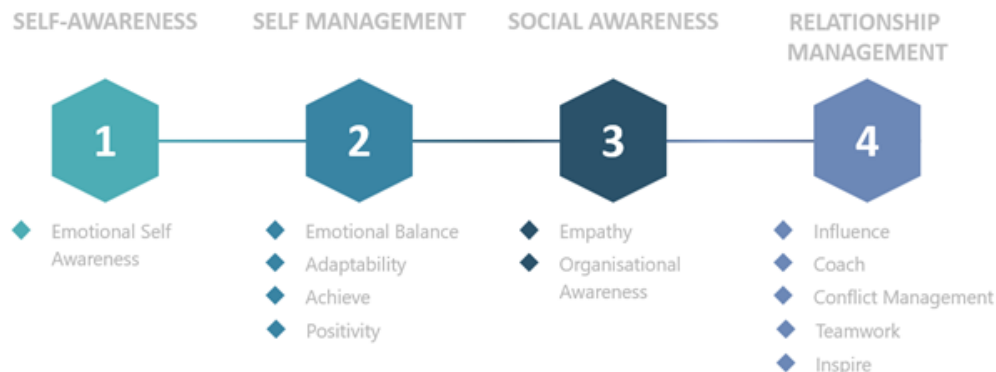 SELF-AWARENESS
SELF MANAGEMENT
SOCIAL AWARENESS
RELATIONSHIP
MANAGEMENT
1
2
3
4
Emotional Self
Awareness
Emotional Balance
Adaptability
Achieve
Positivity
Empathy
Organisational
Awareness
Influence
Coach
Conflict Management
Teamwork
Inspire